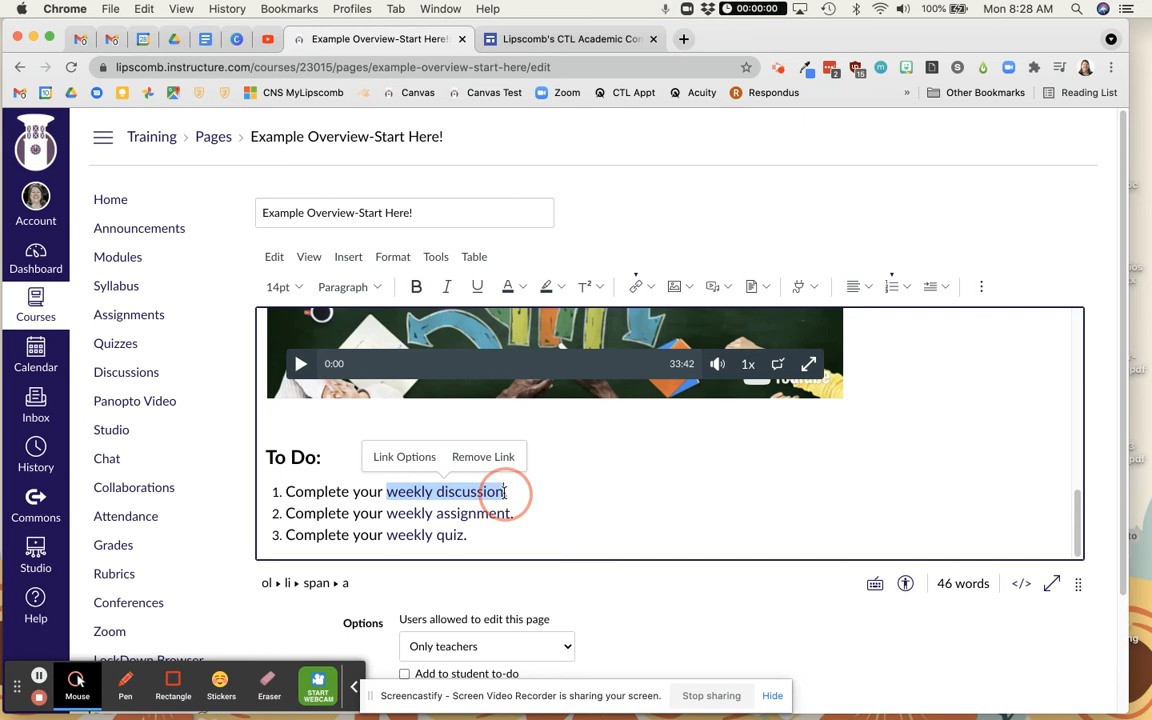 Chrome File Edit View History Bookmarks Profiles Tab Window Help 00:00:00 100% Mon 8:28 AM
Example Overview-Start Here! Lipscomb's CTL Academic Con
lipscomb.instructure.com/courses/23015/pages/example-overview-start-here/edit
CNS MyLipscomb Canvas Canvas Test Zoom CTL Appt Acuity Respondus » Other Bookmarks Reading List
Training › Pages › Example Overview-Start Here!
Account
Dashboard
Courses
Calendar
Inbox
History
Commons
Studio
Help
Home
Announcements
Modules
Syllabus
Assignments
Quizzes
Discussions
Panopto Video
Studio
Chat
Collaborations
Attendance
Grades
Rubrics
Conferences
Zoom
LockDown Browser
Example Overview-Start Here!
Edit View Insert Format Tools Table
14pt Paragraph B I U A T²
0:00 33:42 1x
YouTube
To Do:
Link Options Remove Link
1. Complete your weekly discussion
2. Complete your weekly assignment.
3. Complete your weekly quiz.
ol ▸ li ▸ span ▸ a 46 words </>
Options Users allowed to edit this page
Only teachers
Add to student to-do
Mouse Pen Rectangle Stickers Eraser START WEBCAM
Screencastify - Screen Video Recorder is sharing your screen. Stop sharing Hide